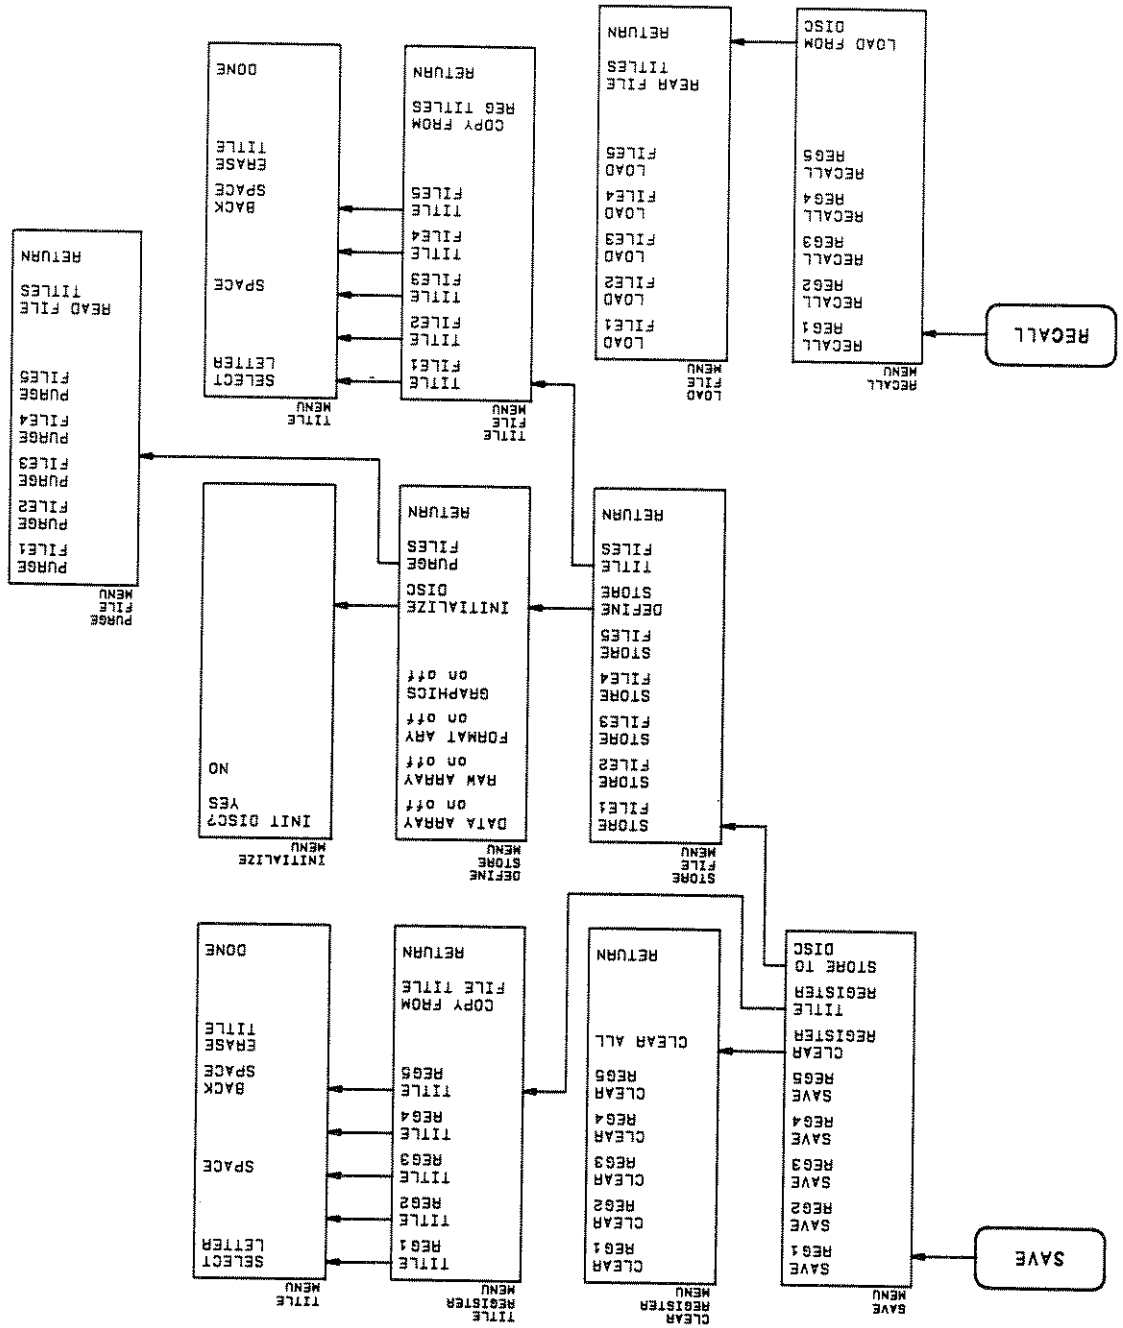 SAVE
SAVE
MENU
SAVE
REG1
SAVE
REG2
SAVE
REG3
SAVE
REG4
SAVE
REG5
CLEAR
REGISTER
TITLE
REGISTER
STORE TO
DISC
CLEAR
REGISTER
MENU
CLEAR
REG1
CLEAR
REG2
CLEAR
REG3
CLEAR
REG4
CLEAR
REG5
CLEAR ALL
RETURN
TITLE
REGISTER
MENU
TITLE
REG1
TITLE
REG2
TITLE
REG3
TITLE
REG4
TITLE
REG5
COPY FROM
FILE TITLE
RETURN
TITLE
MENU
SELECT
LETTER
SPACE
BACK
SPACE
ERASE
TITLE
DONE
STORE
FILE
MENU
STORE
FILE1
STORE
FILE2
STORE
FILE3
STORE
FILE4
STORE
FILE5
DEFINE
STORE
TITLE
FILES
RETURN
DEFINE
STORE
MENU
DATA ARRAY
on off
RAW ARRAY
on off
FORMAT ARY
on off
GRAPHICS
on off
INITIALIZE
DISC
PURGE
FILES
RETURN
INITIALIZE
MENU
INIT DISC?
YES
NO
PURGE
FILE
MENU
PURGE
FILE1
PURGE
FILE2
PURGE
FILE3
PURGE
FILE4
PURGE
FILE5
READ FILE
TITLES
RETURN
RECALL
RECALL
MENU
RECALL
REG1
RECALL
REG2
RECALL
REG3
RECALL
REG4
RECALL
REG5
LOAD FROM
DISC
LOAD
FILE
MENU
LOAD
FILE1
LOAD
FILE2
LOAD
FILE3
LOAD
FILE4
LOAD
FILE5
REAR FILE
TITLES
RETURN
TITLE
FILE
MENU
TITLE
FILE1
TITLE
FILE2
TITLE
FILE3
TITLE
FILE4
TITLE
FILE5
COPY FROM
REG TITLES
RETURN
TITLE
MENU
SELECT
LETTER
SPACE
BACK
SPACE
ERASE
TITLE
DONE